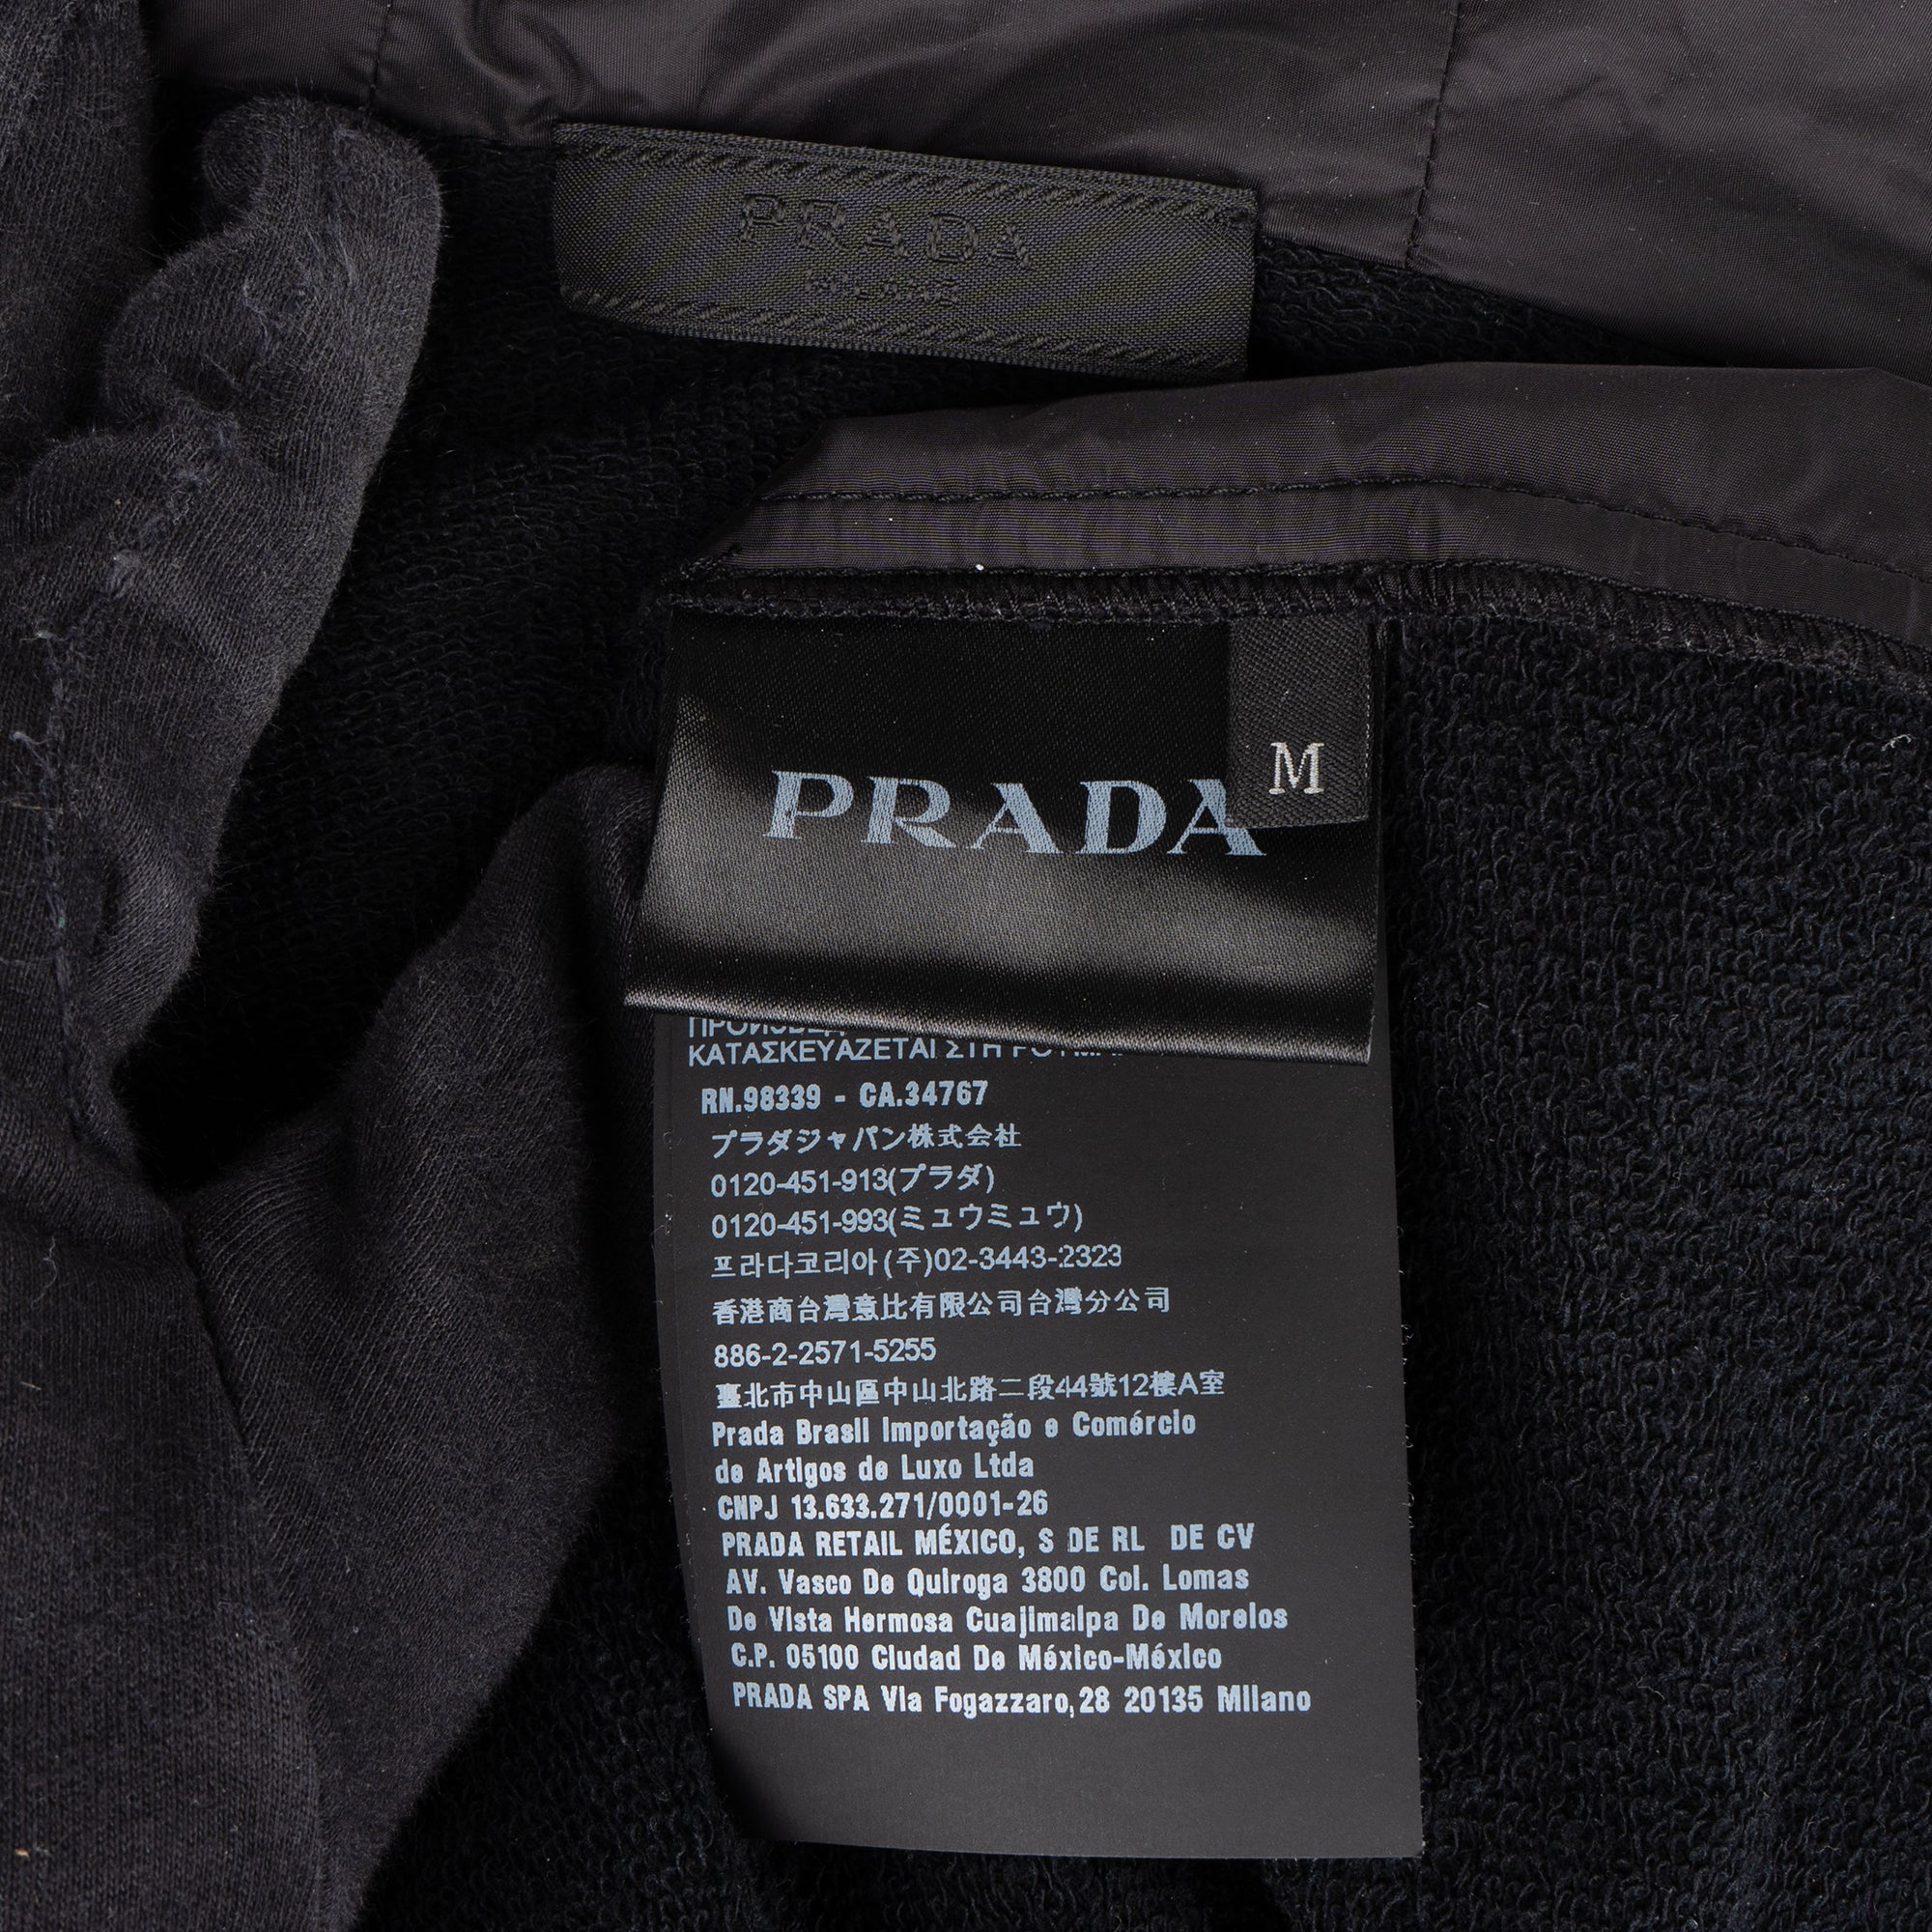 PRADA
MILANO
M
PRADA
ΚΑΤΑΣΚΕΥΑΖΕΤΑΙ ΣΤΗ
RN.98339 - CA.34767
プラダジャパン株式会社
0120-451-913(プラダ)
0120-451-993(ミュウミュウ)
프라다코리아(주)02-3443-2323
香港商台灣意比有限公司台灣分公司
886-2-2571-5255
臺北市中山區中山北路二段44號12樓A室
Prada Brasil Importação e Comércio
de Artigos de Luxo Ltda
CNPJ 13.633.271/0001-26
PRADA RETAIL MÉXICO, S DE RL DE CV
AV. Vasco De Quiroga 3800 Col. Lomas
De Vista Hermosa Cuajimalpa De Morelos
C.P. 05100 Ciudad De México-México
PRADA SPA Via Fogazzaro,28 20135 Milano